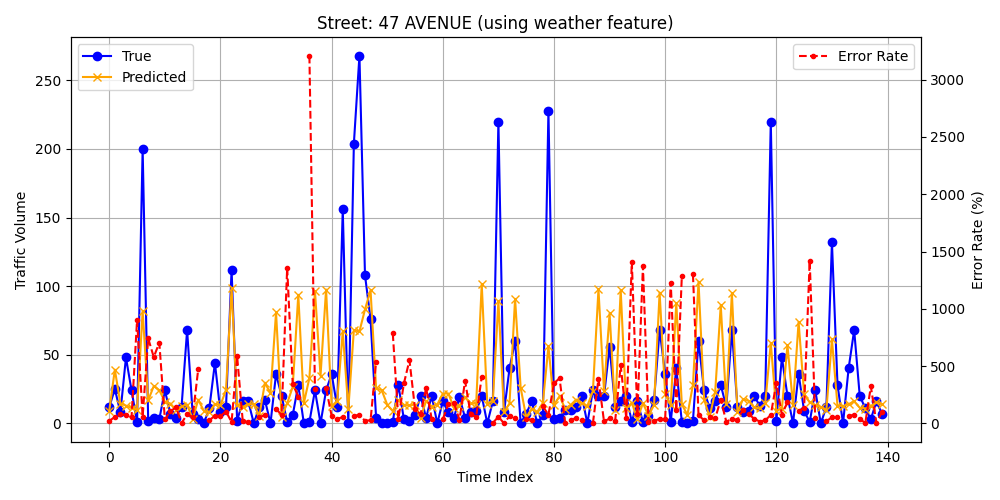 Street: 47 AVENUE (using weather feature)
True
Predicted
Error Rate
Traffic Volume
250
200
150
100
50
0
3000
2500
2000
1500
1000
500
0
Error Rate (%)
0 20 40 60 80 100 120 140
Time Index